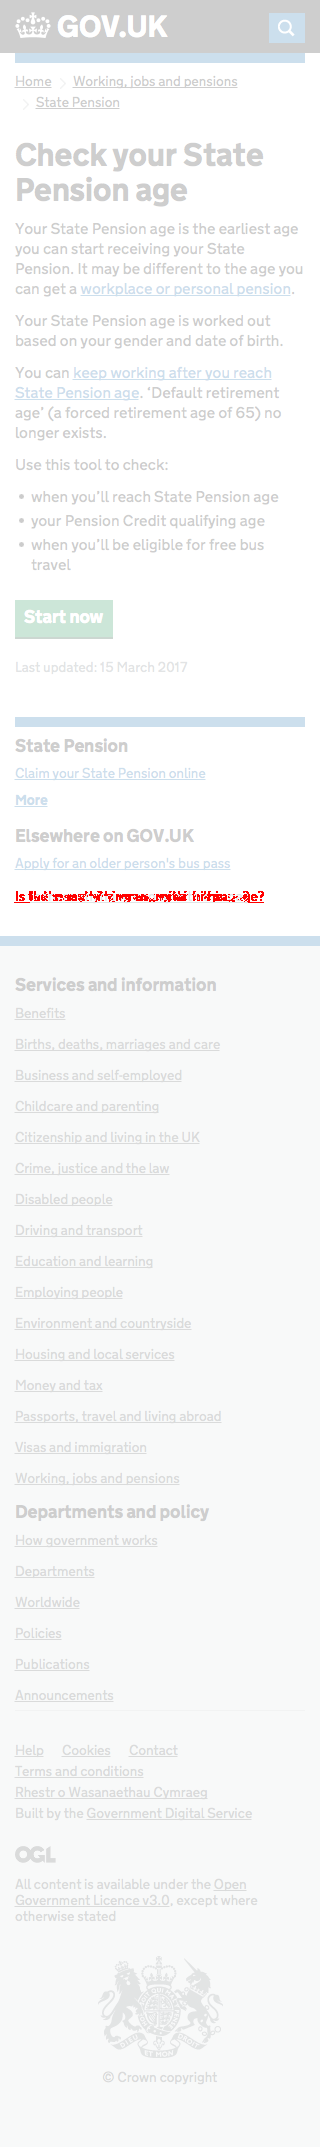 GOV.UK
Home
Working, jobs and pensions
State Pension
Check your State
Pension age
Your State Pension age is the earliest age
you can start receiving your State
Pension. It may be different to the age you
can get a workplace or personal pension.
Your State Pension age is worked out
based on your gender and date of birth.
You can keep working after you reach
State Pension age. ‘Default retirement
age’ (a forced retirement age of 65) no
longer exists.
Use this tool to check:
• when you’ll reach State Pension age
• your Pension Credit qualifying age
• when you’ll be eligible for free bus
travel
Start now
Last updated: 15 March 2017
State Pension
Claim your State Pension online
More
Elsewhere on GOV.UK
Apply for an older person's bus pass
Is
Services and information
Benefits
Births, deaths, marriages and care
Business and self-employed
Childcare and parenting
Citizenship and living in the UK
Crime, justice and the law
Disabled people
Driving and transport
Education and learning
Employing people
Environment and countryside
Housing and local services
Money and tax
Passports, travel and living abroad
Visas and immigration
Working, jobs and pensions
Departments and policy
How government works
Departments
Worldwide
Policies
Publications
Announcements
Help Cookies Contact
Terms and conditions
Rhestr o Wasanaethau Cymraeg
Built by the Government Digital Service
OGL
All content is available under the Open
Government Licence v3.0, except where
otherwise stated
© Crown copyright